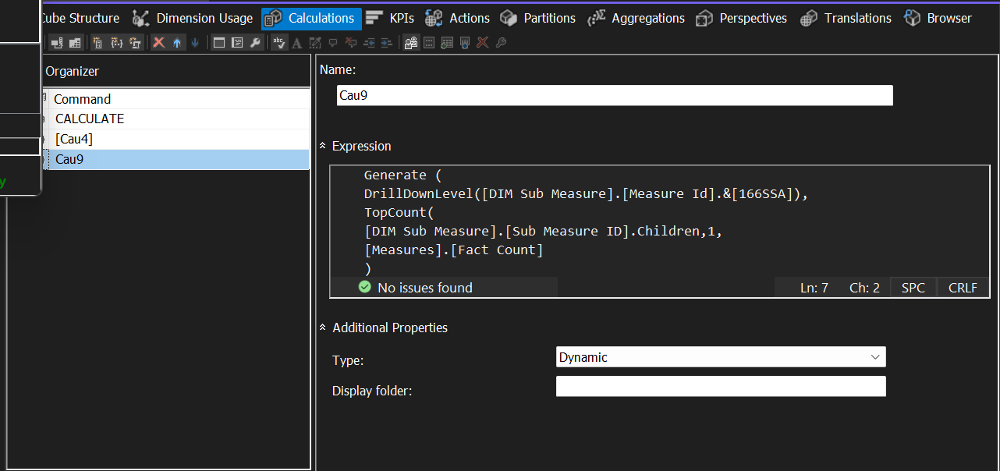 Cube Structure Dimension Usage Calculations KPIs Actions Partitions Aggregations Perspectives Translations Browser
abc A
Organizer
Command
CALCULATE
[Cau4]
Cau9
y
Name:
Cau9
Expression
Generate (
DrillDownLevel([DIM Sub Measure].[Measure Id].&[166SSA]),
TopCount(
[DIM Sub Measure].[Sub Measure ID].Children,1,
[Measures].[Fact Count]
)
No issues found Ln: 7 Ch: 2 SPC CRLF
Additional Properties
Type: Dynamic
Display folder: